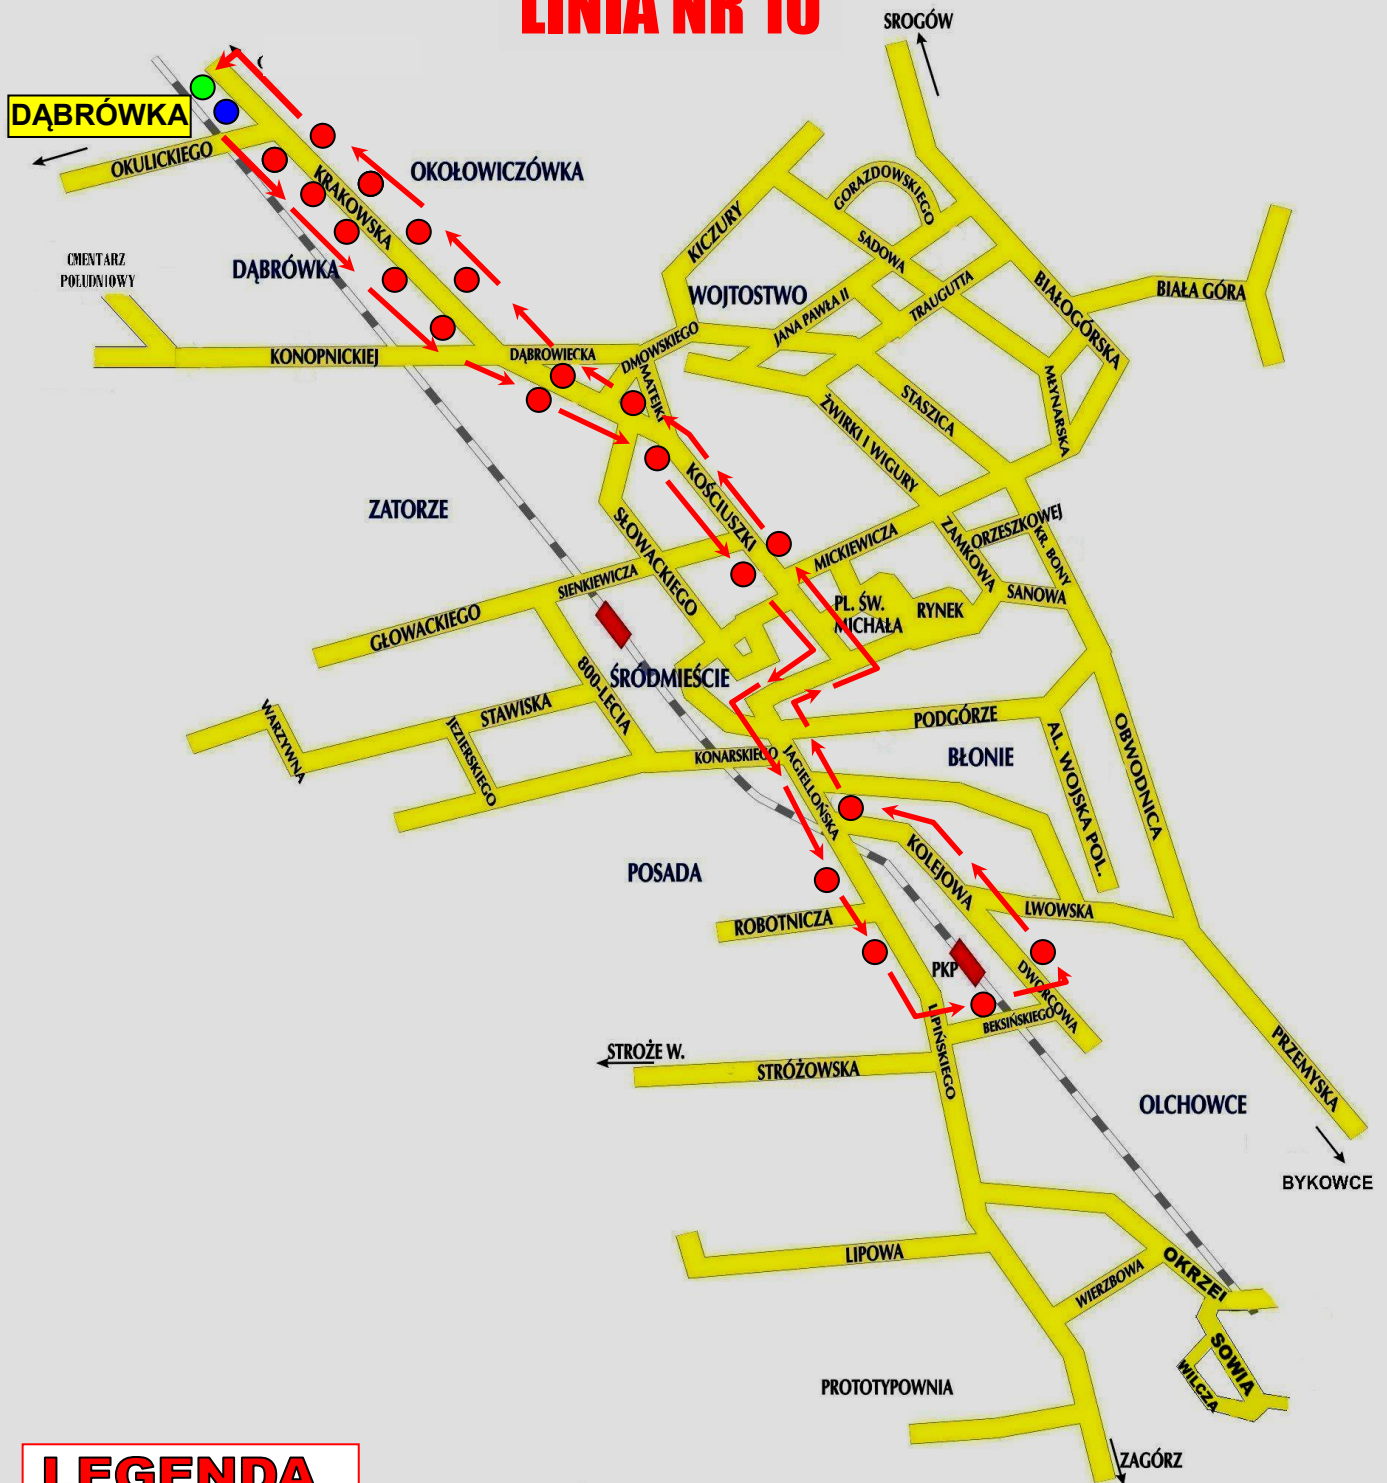 LINIA NR 10
SROGÓW
DĄBRÓWKA
OKULICKIEGO
OKOŁOWICZÓWKA
KRAKOWSKA
GORAZDOWSKIEGO
KICZURY
SADOWA
CMENTARZ
POŁUDNIOWY
DĄBRÓWKA
WOJTOSTWO
JANA PAWŁA II
TRAUGUTTA
BIAŁOGÓRSKA
BIAŁA GÓRA
KONOPNICKIEJ
DĄBROWIECKA
DMOWSKIEGO
MATEJKI
STASZICA
MŁYNARSKA
ŻWIRKI I WIGURY
ZATORZE
KOŚCIUSZKI
SŁOWACKIEGO
MICKIEWICZA
ZAMKOWA
ORZESZKOWEJ
KR. BONY
SIENKIEWICZA
SANOWA
PL. ŚW.
MICHAŁA
RYNEK
GŁOWACKIEGO
800-LECIA
ŚRÓDMIEŚCIE
WARZYWNA
STAWISKA
JEZIERSKIEGO
KONARSKIEGO
JAGIELLOŃSKA
PODGÓRZE
BŁONIE
AL. WOJSKA POL.
OBWODNICA
POSADA
KOLEJOWA
LWOWSKA
ROBOTNICZA
PKP
DWORCOWA
BEKSIŃSKIEGO
LIPIŃSKIEGO
STROŻE W.
STRÓŻOWSKA
PRZEMYSKA
OLCHOWCE
BYKOWCE
LIPOWA
WIERZBOWA
OKRZEI
SOWIA
WILCZA
PROTOTYPOWNIA
ZAGÓRZ
LEGENDA